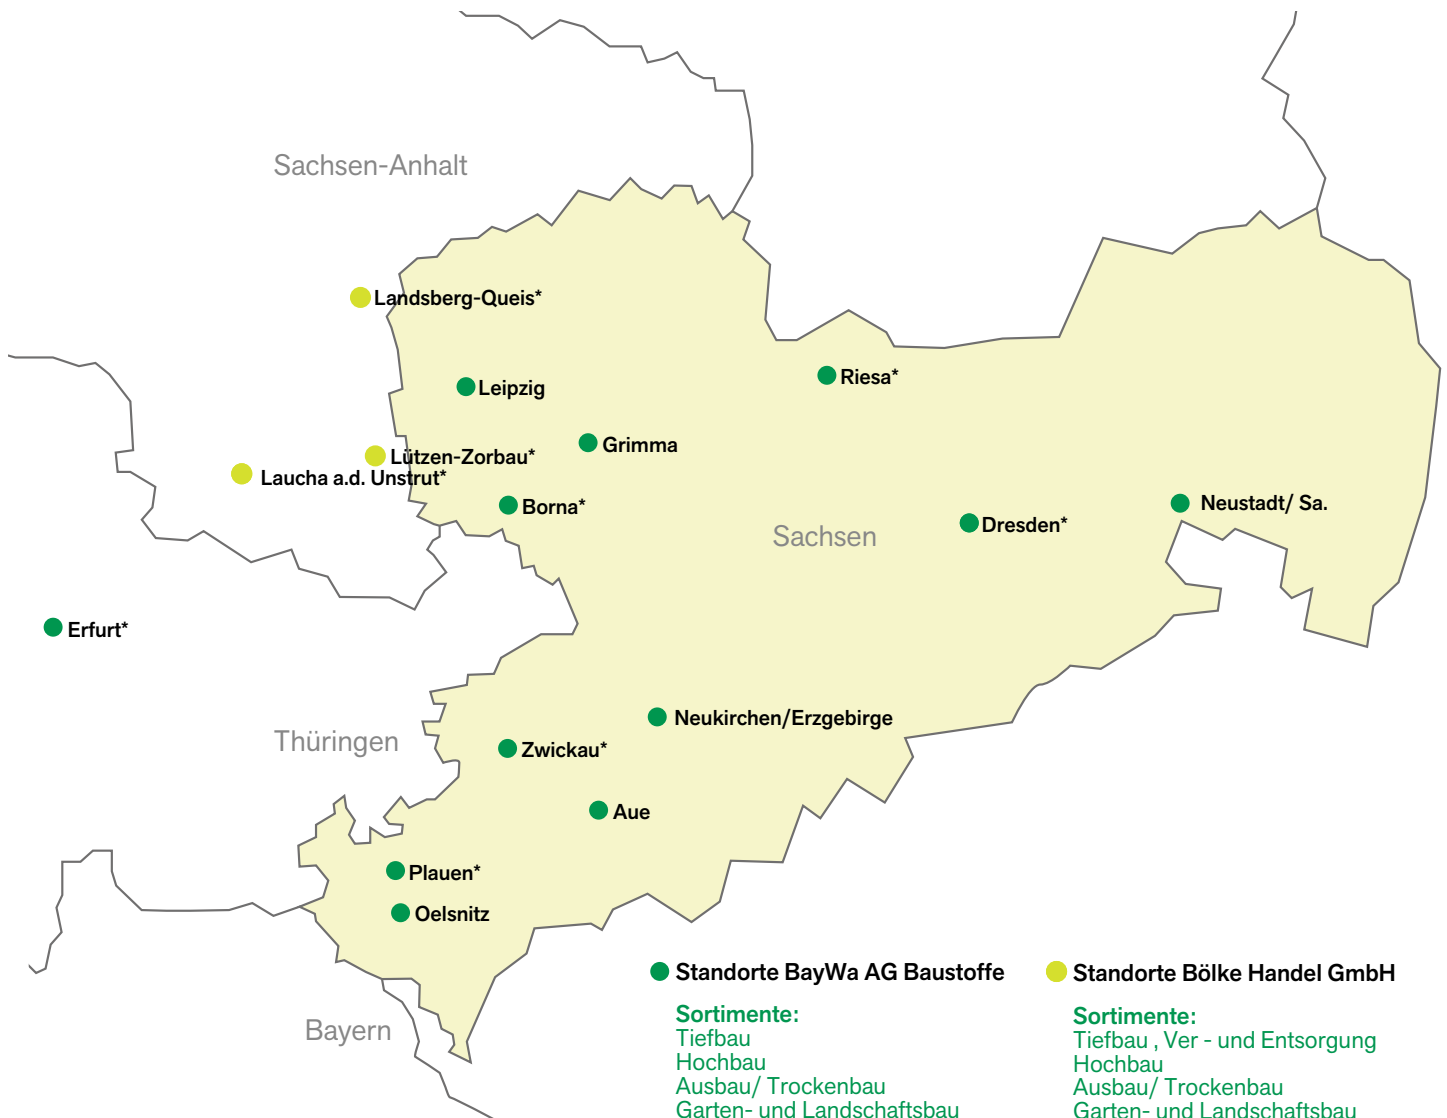 Sachsen-Anhalt
Landsberg-Queis*
Leipzig
Riesa*
Grimma
Lützen-Zorbau*
Laucha a.d. Unstrut*
Borna*
Neustadt/ Sa.
Dresden*
Sachsen
Erfurt*
Neukirchen/Erzgebirge
Thüringen
Zwickau*
Aue
Plauen*
Oelsnitz
Bayern
Standorte BayWa AG Baustoffe
Sortimente:
Tiefbau
Hochbau
Ausbau/ Trockenbau
Garten- und Landschaftsbau
Standorte Bölke Handel GmbH
Sortimente:
Tiefbau , Ver - und Entsorgung
Hochbau
Ausbau/ Trockenbau
Garten- und Landschaftsbau